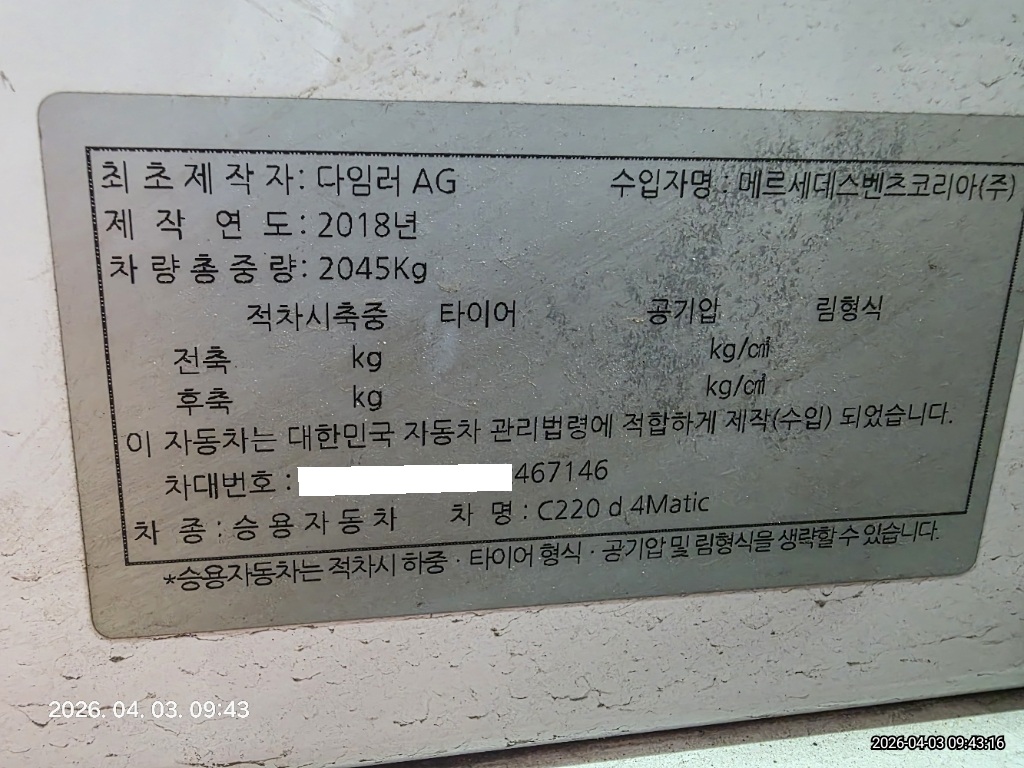 최초제작자: 다임러 AG 수입자명 : 메르세데스벤츠코리아(주)
제 작 연 도: 2018년
차량총중량: 2045Kg
적차시축중 타이어 공기압 림형식
전축 kg kg/㎠
후축 kg kg/㎠
이 자동차는 대한민국 자동차 관리법령에 적합하게 제작(수입) 되었습니다.
차대번호 : 467146
차 종 : 승용자동차 차 명 : C220 d 4Matic
*승용자동차는 적차시 하중 · 타이어 형식 · 공기압 및 림형식을 생략할 수 있습니다.
2026. 04. 03. 09:43
2026-04-03 09:43:16